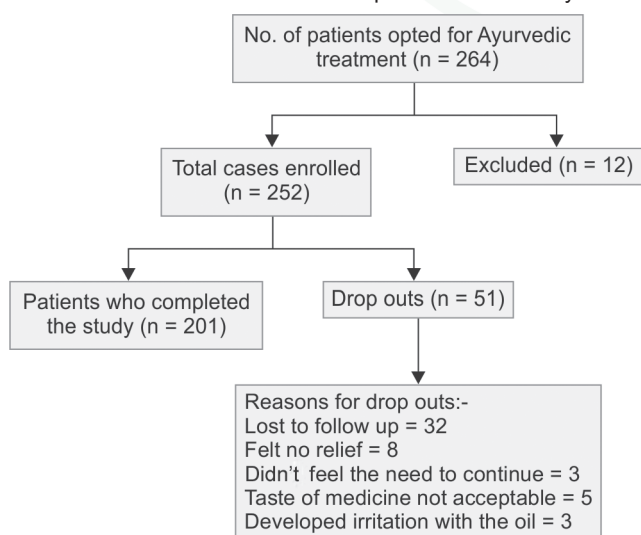 No. of patients opted for Ayurvedic
treatment (n = 264)
Total cases enrolled
(n = 252)
Excluded (n = 12)
Patients who completed
the study (n = 201)
Drop outs (n = 51)
Reasons for drop outs:-
Lost to follow up = 32
Felt no relief = 8
Didn't feel the need to continue = 3
Taste of medicine not acceptable = 5
Developed irritation with the oil = 3